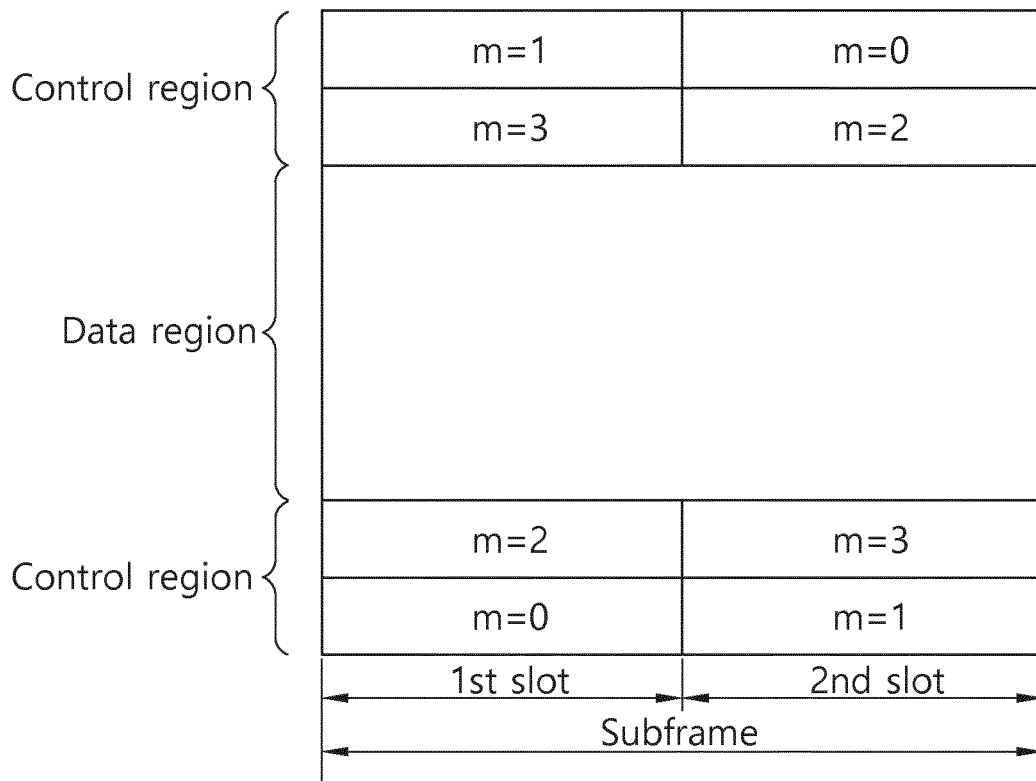 m=1 m=0
Control region
m=3 m=2
Data region
m=2 m=3
Control region
m=0 m=1
1st slot 2nd slot
Subframe